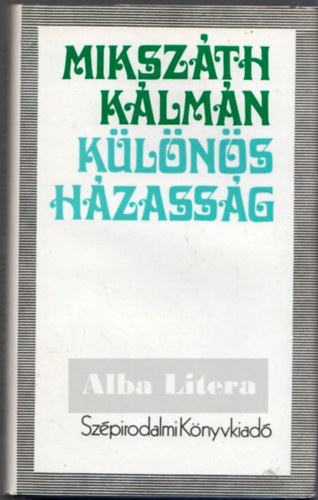 MIKSZÁTH
KÁLMÁN
KÜLÖNÖS
HÁZASSÁG
Alba Litera
Szépirodalmi Könyvkiadó